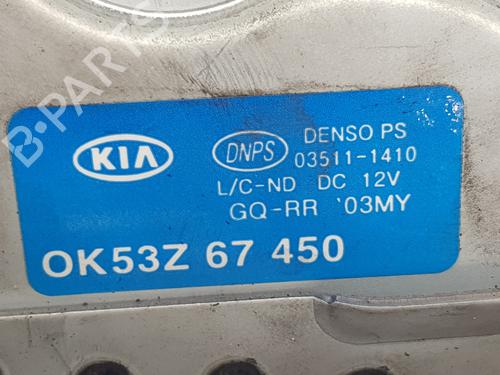 KIA
DNPS
DENSO PS
03511-1410
L/C-ND DC 12V
GQ-RR '03MY
OK53Z 67 450
B-PARTS